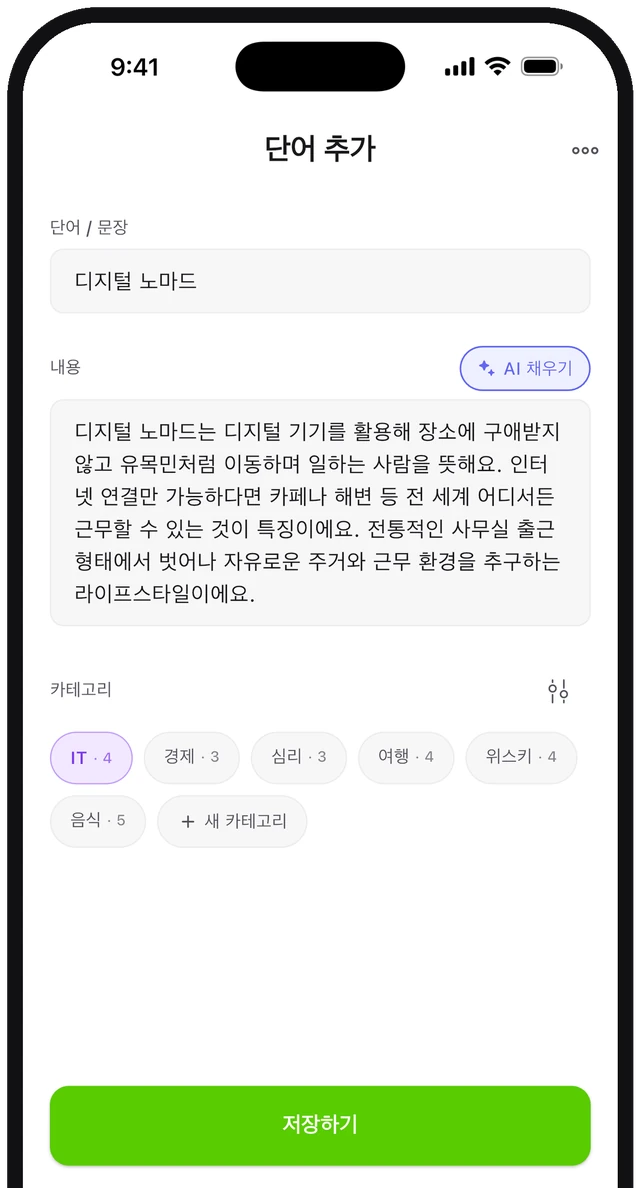 9:41
단어 추가
단어 / 문장
디지털 노마드
내용
AI 채우기
디지털 노마드는 디지털 기기를 활용해 장소에 구애받지
않고 유목민처럼 이동하며 일하는 사람을 뜻해요. 인터
넷 연결만 가능하다면 카페나 해변 등 전 세계 어디서든
근무할 수 있는 것이 특징이에요. 전통적인 사무실 출근
형태에서 벗어나 자유로운 주거와 근무 환경을 추구하는
라이프스타일이에요.
카테고리
IT · 4 경제 · 3 심리 · 3 여행 · 4 위스키 · 4
음식 · 5 + 새 카테고리
저장하기